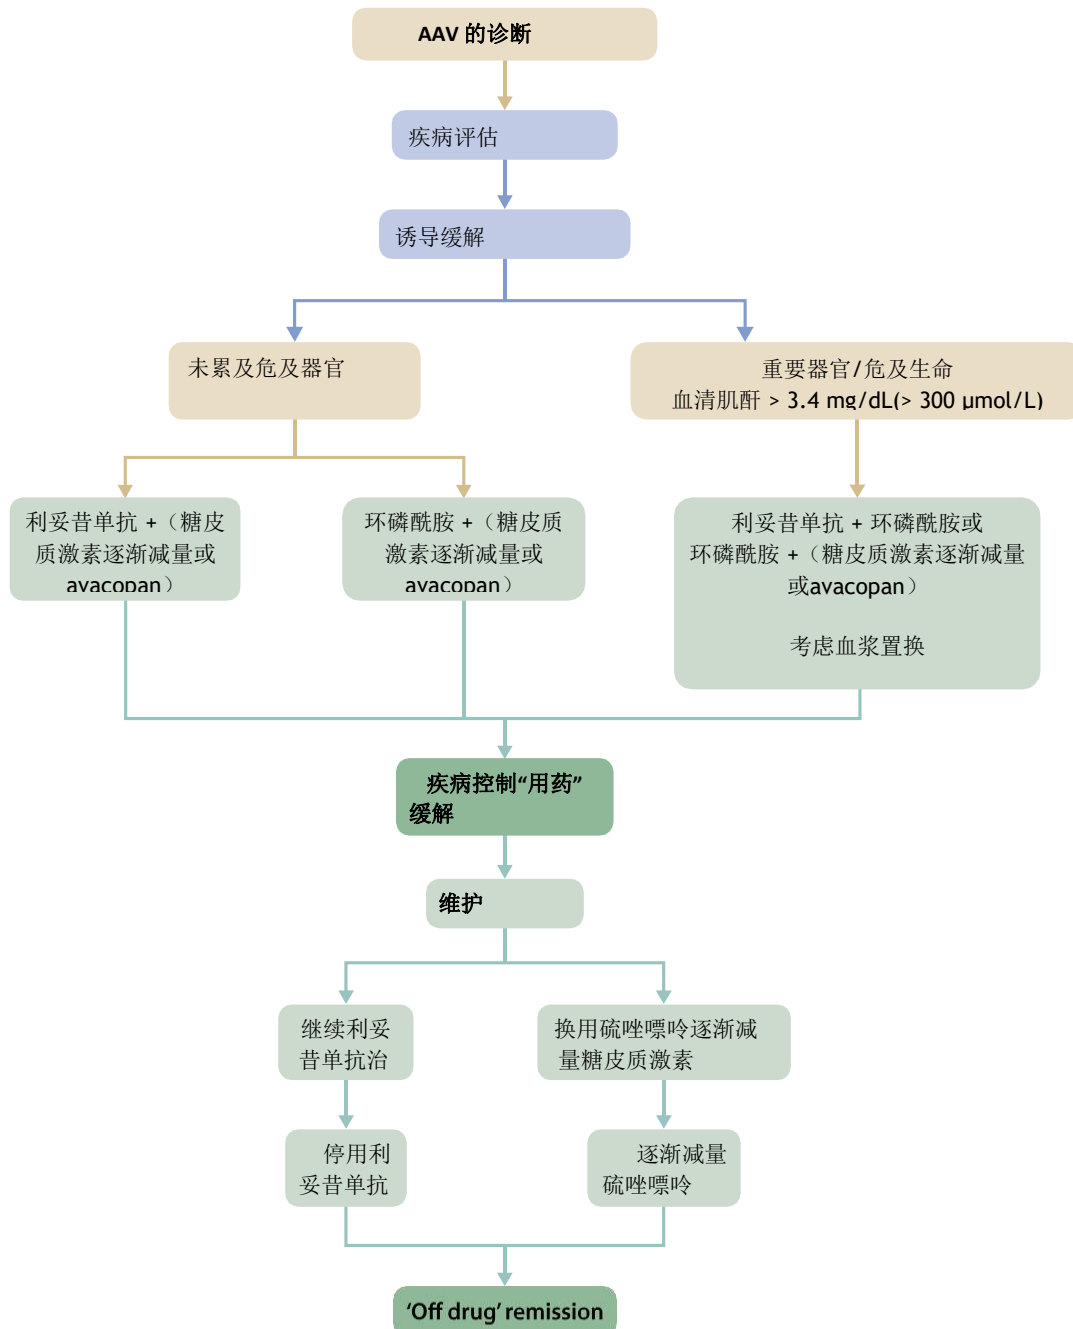 AAV 的诊断
疾病评估
诱导缓解
未累及危及器官
重要器官/危及生命
血清肌酐 > 3.4 mg/dL(> 300 μmol/L)
利妥昔单抗 +（糖皮
质激素逐渐减量或
avacopan）
环磷酰胺 +（糖皮质
激素逐渐减量或
avacopan）
利妥昔单抗 + 环磷酰胺或
环磷酰胺 +（糖皮质激素逐渐减量
或avacopan）
考虑血浆置换
疾病控制“用药”
缓解
维护
继续利妥
昔单抗治
换用硫唑嘌呤逐渐减
量糖皮质激素
停用利
妥昔单抗
逐渐减量
硫唑嘌呤
‘Off drug’ remission